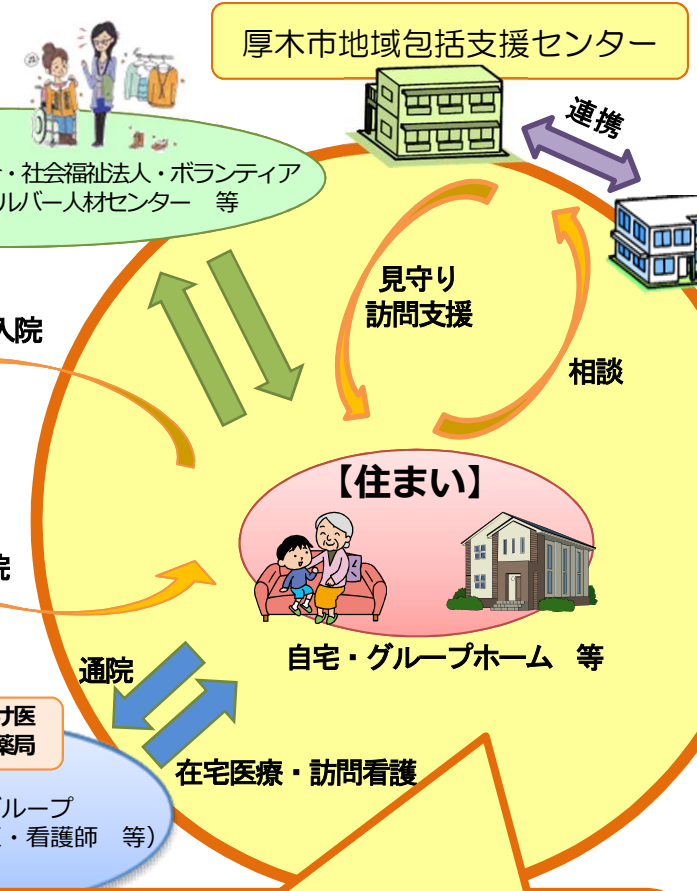 厚木市地域包括支援センター
連携
・社会福祉法人・ボランティア
ルバー人材センター　等
見守り
訪問支援
入院
相談
【住まい】
院
自宅・グループホーム　等
通院
け医
薬局
在宅医療・訪問看護
グループ
・看護師　等）